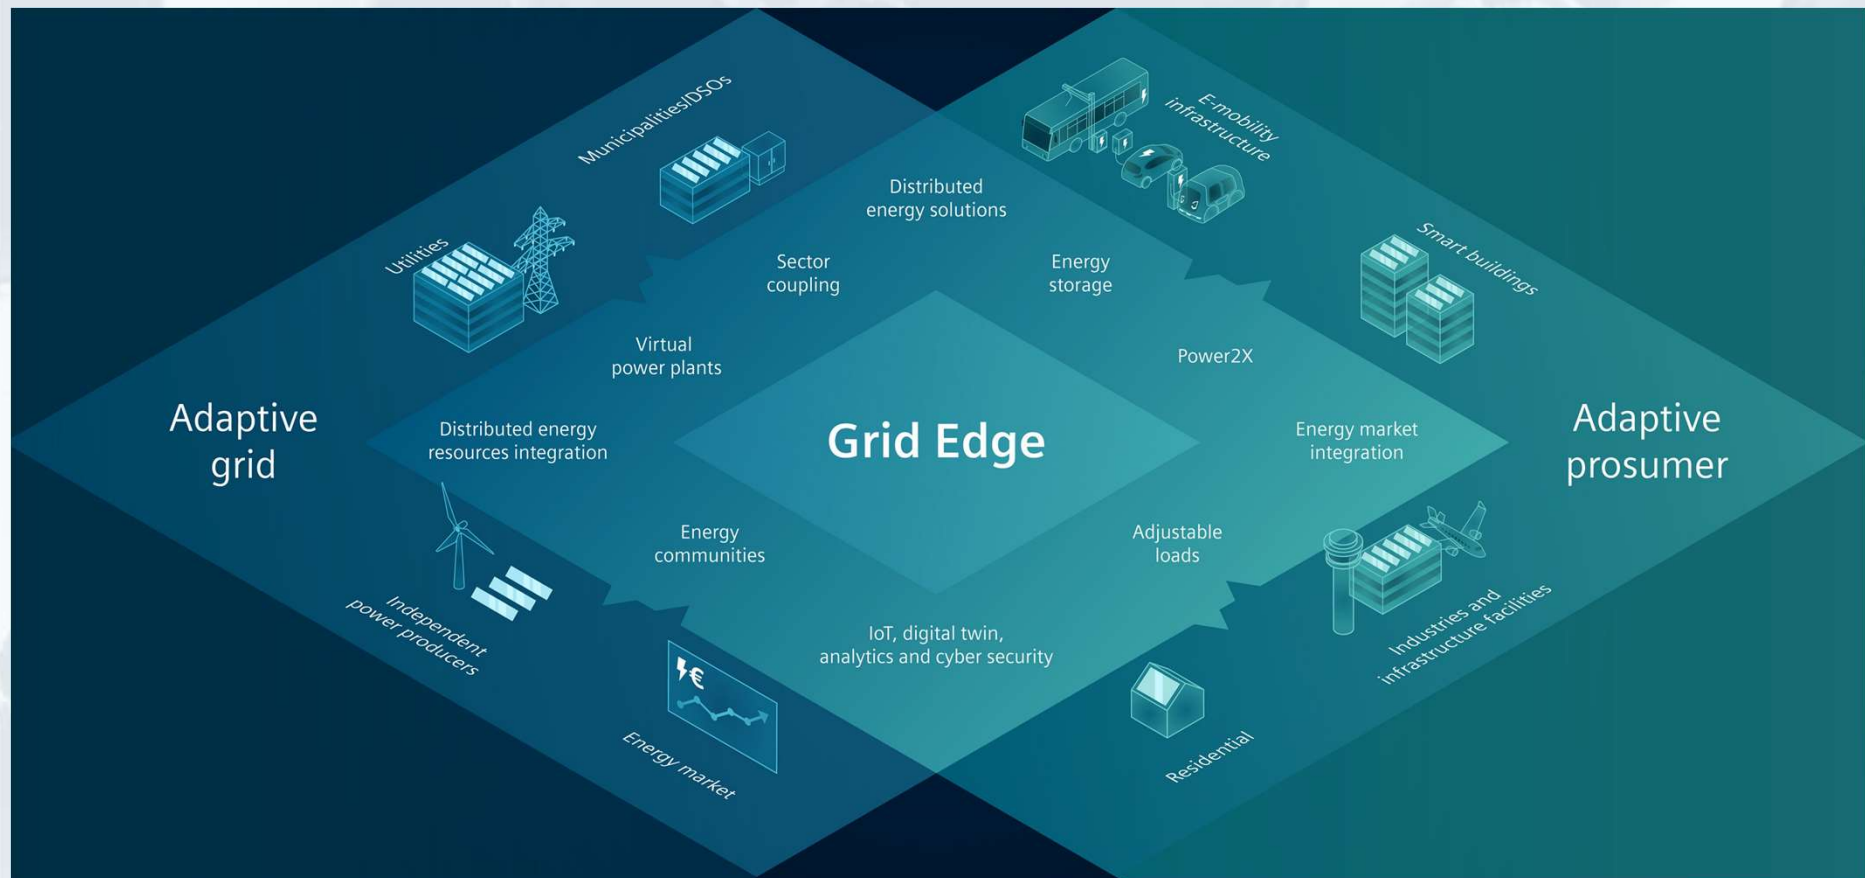 Municipalities/DSOs
E-mobility
infrastructure
Distributed
energy solutions
Utilities
Sector
coupling
Energy
storage
Smart buildings
Virtual
power plants
Power2X
Adaptive
grid
Distributed energy
resources integration
Grid Edge
Energy market
integration
Adaptive
prosumer
Energy
communities
Adjustable
loads
Independent
power producers
IoT, digital twin,
analytics and cyber security
Industries and
infrastructure facilities
€
Energy market
Residential